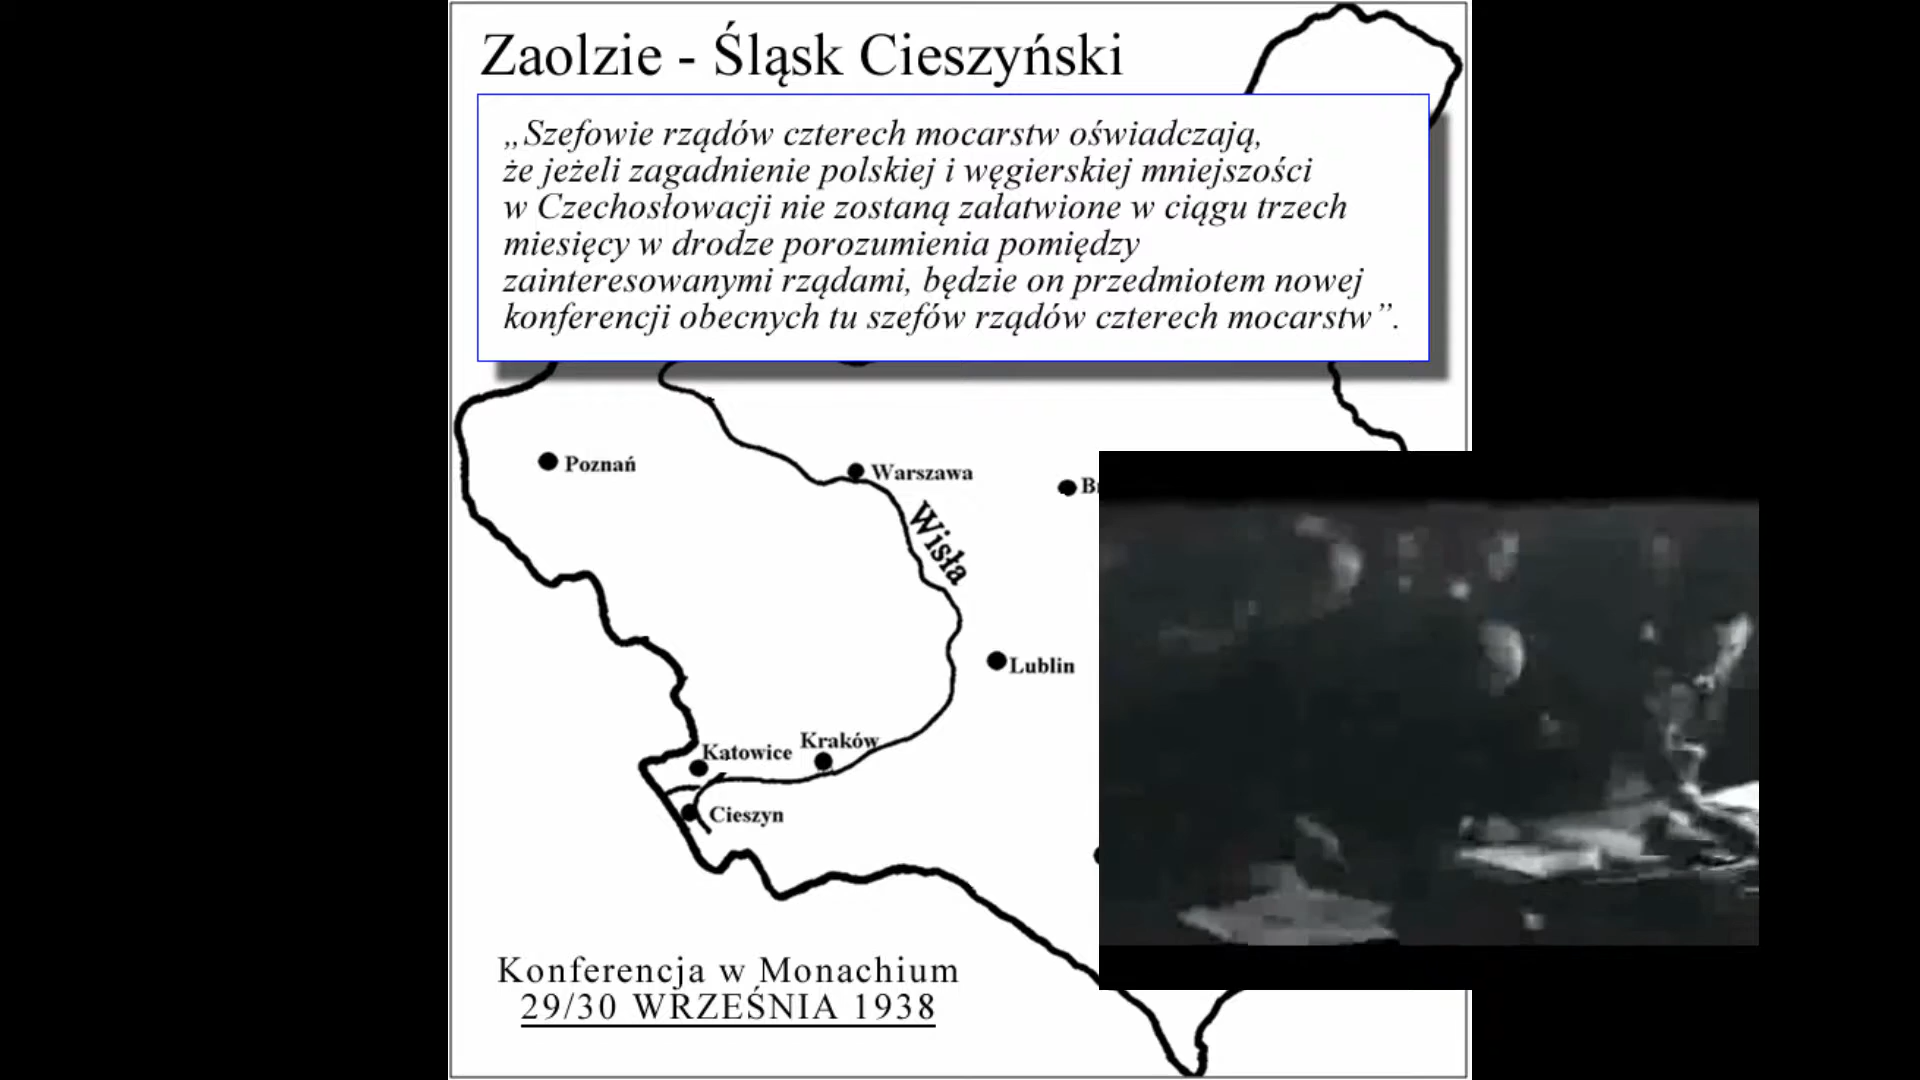 Zaolzie - Śląsk Cieszyński
„Szefowie rządów czterech mocarstw oświadczają,
że jeżeli zagadnienie polskiej i węgierskiej mniejszości
w Czechosłowacji nie zostaną załatwione w ciągu trzech
miesięcy w drodze porozumienia pomiędzy
zainteresowanymi rządami, będzie on przedmiotem nowej
konferencji obecnych tu szefów rządów czterech mocarstw”.
Poznań
Warszawa
Wisła
Lublin
Kraków
Katowice
Cieszyn
Konferencja w Monachium
29/30 WRZEŚNIA 1938